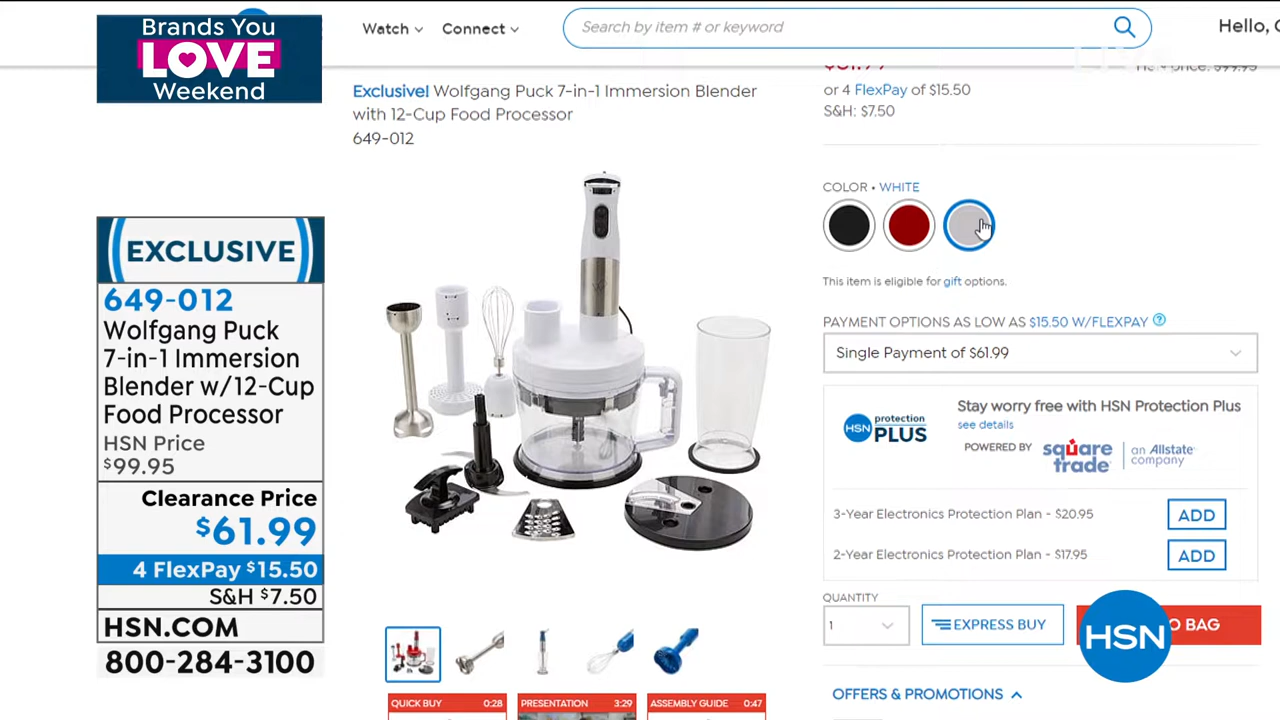 Brands You
LOVE
Weekend
Watch
Connect
Search by item # or keyword
Hello,
EXCLUSIVE
649-012
Wolfgang Puck
7-in-1 Immersion
Blender w/12-Cup
Food Processor
HSN Price
$99.95
Clearance Price
$61.99
4 FlexPay $15.50
S&H $7.50
HSN.COM
800-284-3100
Exclusive! Wolfgang Puck 7-in-1 Immersion Blender
with 12-Cup Food Processor
649-012
QUICK BUY 0:28
PRESENTATION 3:29
ASSEMBLY GUIDE 0:47
$61.99 HSN price: $99.95
or 4 FlexPay of $15.50
S&H: $7.50
COLOR • WHITE
This item is eligible for gift options.
PAYMENT OPTIONS AS LOW AS $15.50 W/FLEXPAY ?
Single Payment of $61.99
HSN protection PLUS
Stay worry free with HSN Protection Plus
see details
POWERED BY square trade an Allstate company
3-Year Electronics Protection Plan - $20.95 ADD
2-Year Electronics Protection Plan - $17.95 ADD
QUANTITY
1
EXPRESS BUY
BAG
HSN
OFFERS & PROMOTIONS